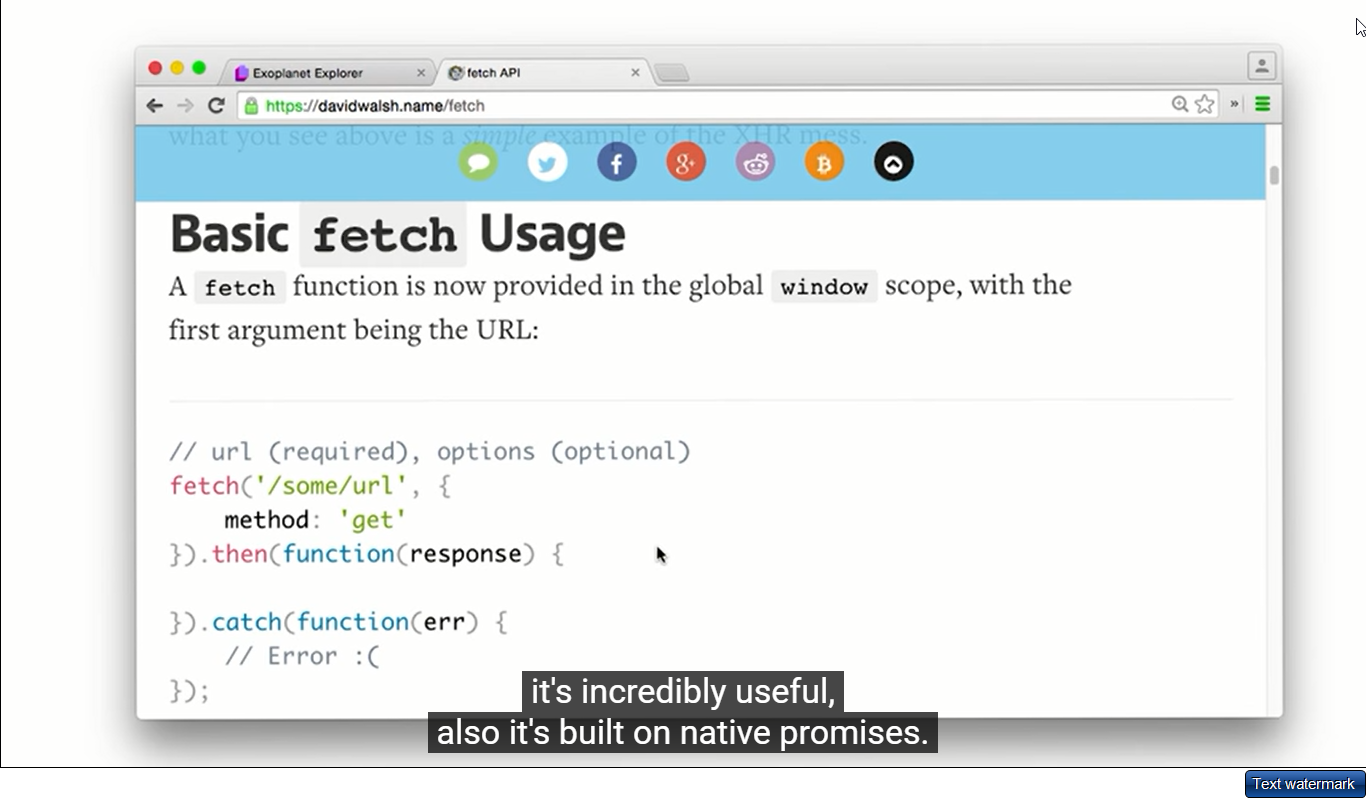 Exoplanet Explorer
fetch API
https://davidwalsh.name/fetch
what you see above is a simple example of the XHR mess.
Basic fetch Usage
A fetch function is now provided in the global window scope, with the
first argument being the URL:
// url (required), options (optional)
fetch('/some/url', {
    method: 'get'
}).then(function(response) {
}).catch(function(err) {
    // Error :(
});
it's incredibly useful,
also it's built on native promises.
Text watermark